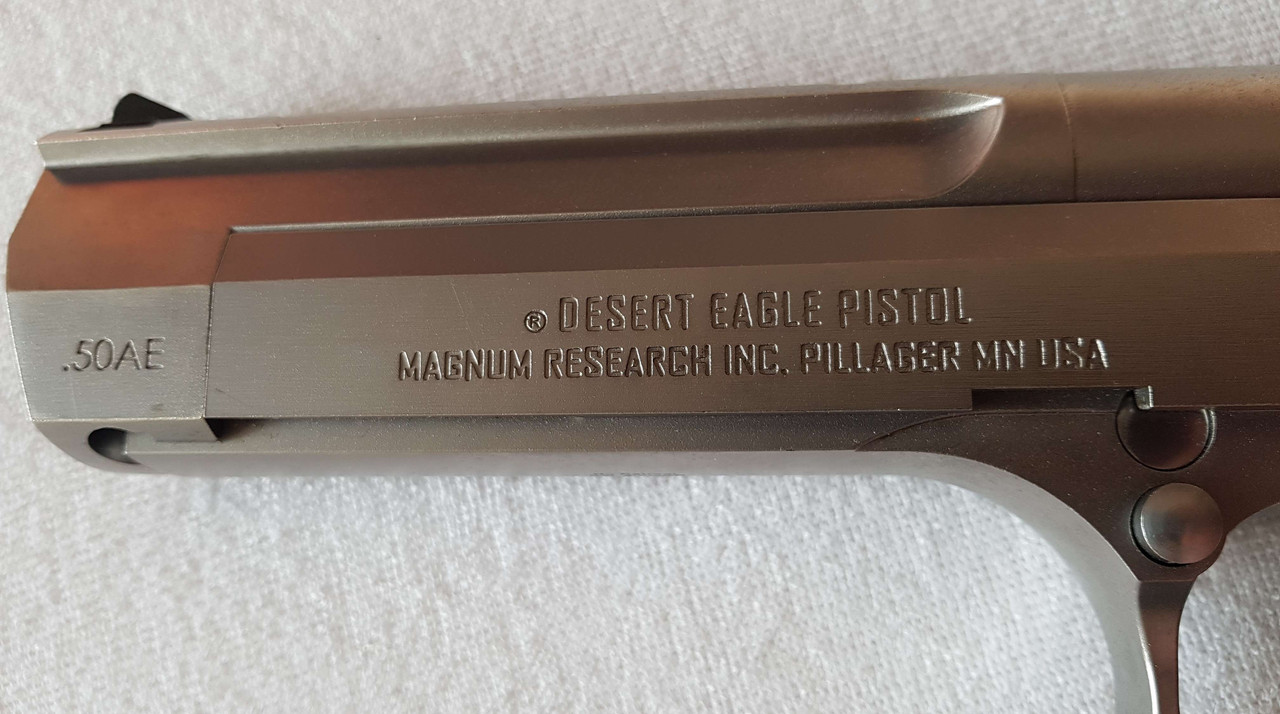 ® DESERT EAGLE PISTOL
MAGNUM RESEARCH INC. PILLAGER MN USA
.50AE